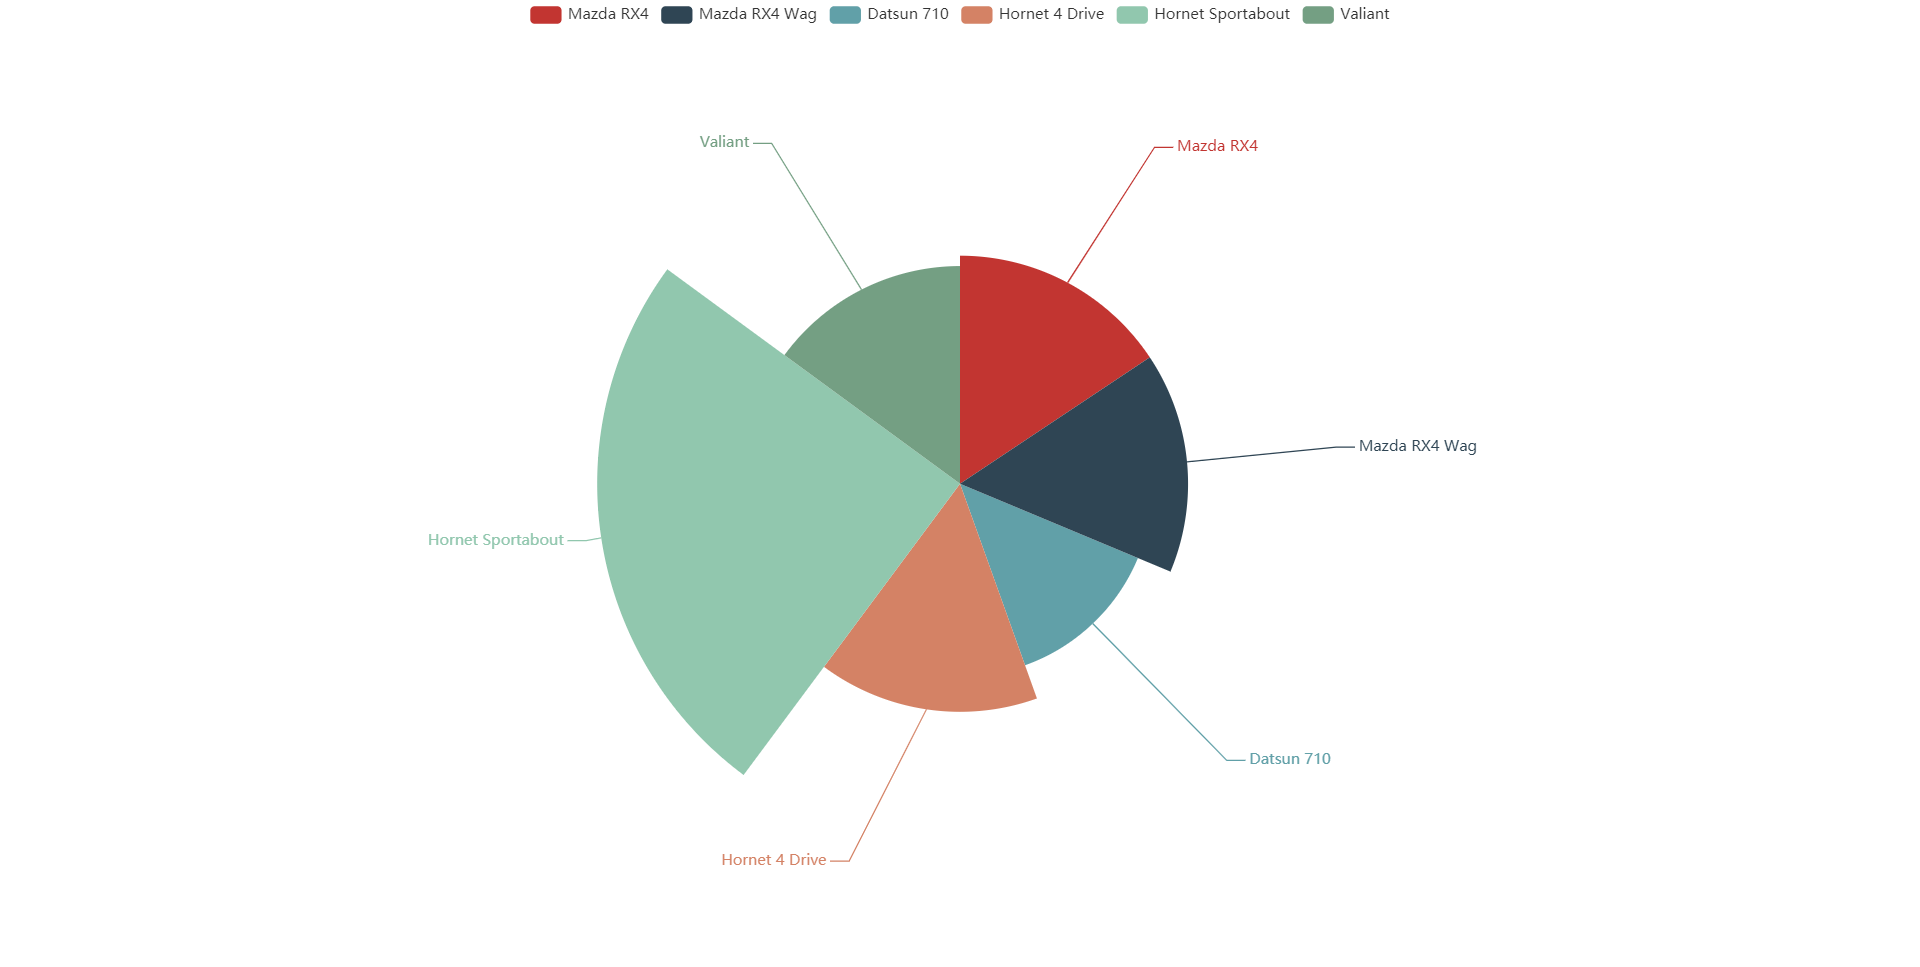 Mazda RX4 Mazda RX4 Wag Datsun 710 Hornet 4 Drive Hornet Sportabout Valiant
Valiant
Mazda RX4
Mazda RX4 Wag
Hornet Sportabout
Datsun 710
Hornet 4 Drive